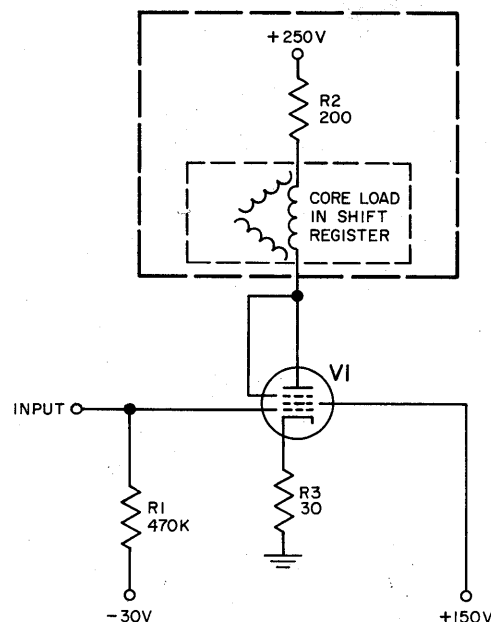 +250V
R2
200
CORE LOAD
IN SHIFT
REGISTER
V1
INPUT
R1
470K
R3
30
-30V
+150V